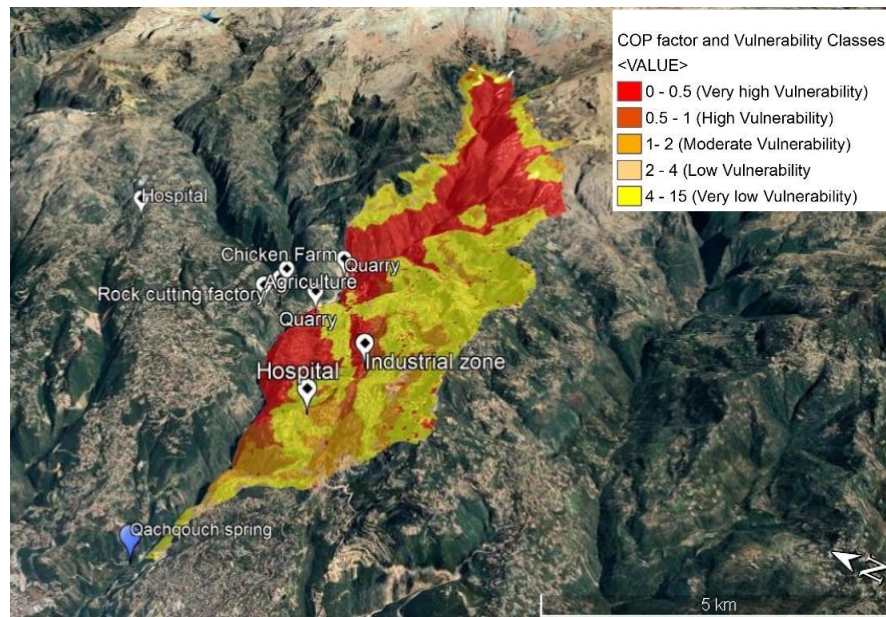 COP factor and Vulnerability Classes
<VALUE>
0 - 0.5 (Very high Vulnerability)
0.5 - 1 (High Vulnerability)
1- 2 (Moderate Vulnerability)
2 - 4 (Low Vulnerability
4 - 15 (Very low Vulnerability)
Hospital
Chicken Farm
Quarry
Agriculture
Rock cutting factory
Quarry
Industrial zone
Hospital
Qachqouch spring
N
5 km